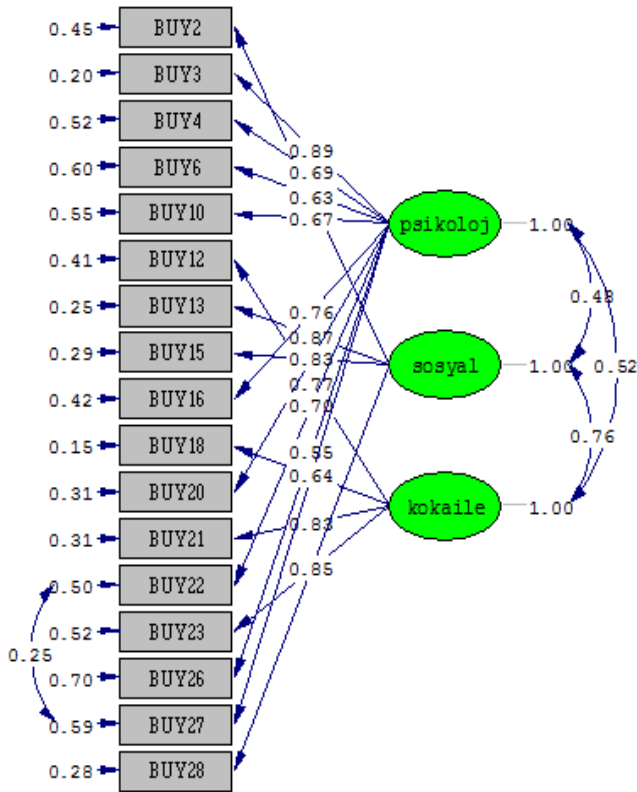 0.45 BUY2
0.20 BUY3
0.52 BUY4
0.60 BUY6
0.55 BUY10
0.41 BUY12
0.25 BUY13
0.29 BUY15
0.42 BUY16
0.15 BUY18
0.31 BUY20
0.31 BUY21
0.50 BUY22
0.52 BUY23
0.70 BUY26
0.59 BUY27
0.28 BUY28
0.25
0.89
0.69
0.63
0.67
0.76
0.87
0.83
0.77
0.70
0.55
0.64
0.83
0.85
psikoloj 1.00
sosyal 1.00
kokaile 1.00
0.48
0.52
0.76